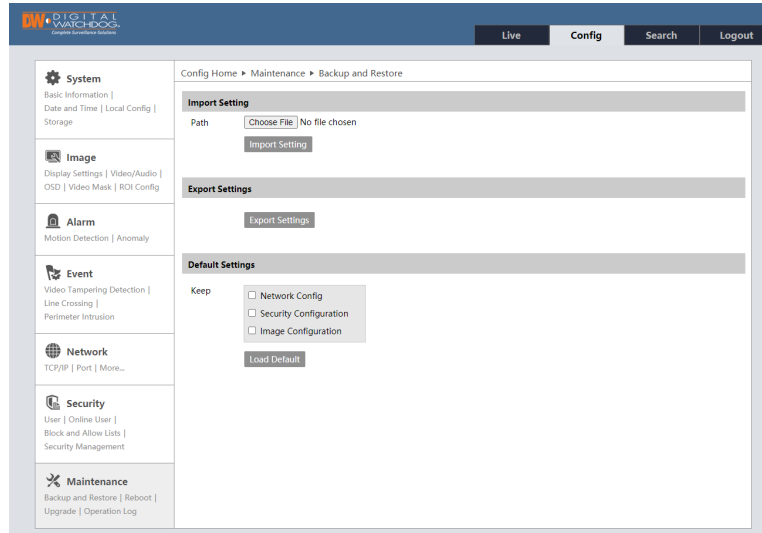 DW DIGITAL
WATCHDOG.
Complete Surveillance Solutions
Live Config Search Logout
System
Basic Information |
Date and Time | Local Config |
Storage
Image
Display Settings | Video/Audio |
OSD | Video Mask | ROI Config
Alarm
Motion Detection | Anomaly
Event
Video Tampering Detection |
Line Crossing |
Perimeter Intrusion
Network
TCP/IP | Port | More...
Security
User | Online User |
Block and Allow Lists |
Security Management
Maintenance
Backup and Restore | Reboot |
Upgrade | Operation Log
Config Home ▶ Maintenance ▶ Backup and Restore
Import Setting
Path Choose File No file chosen
Import Setting
Export Settings
Export Settings
Default Settings
Keep Network Config
Security Configuration
Image Configuration
Load Default